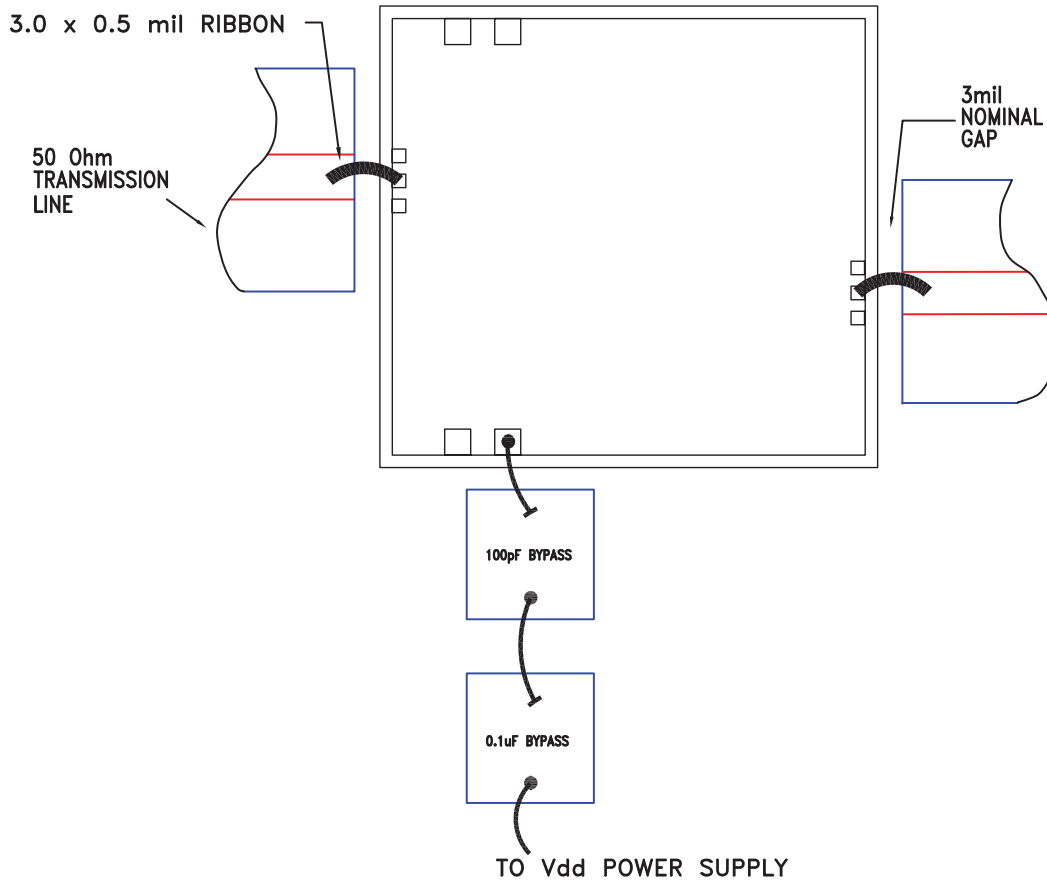 3.0 x 0.5 mil RIBBON
50 Ohm
TRANSMISSION
LINE
3mil
NOMINAL
GAP
100pF BYPASS
0.1uF BYPASS
TO Vdd POWER SUPPLY